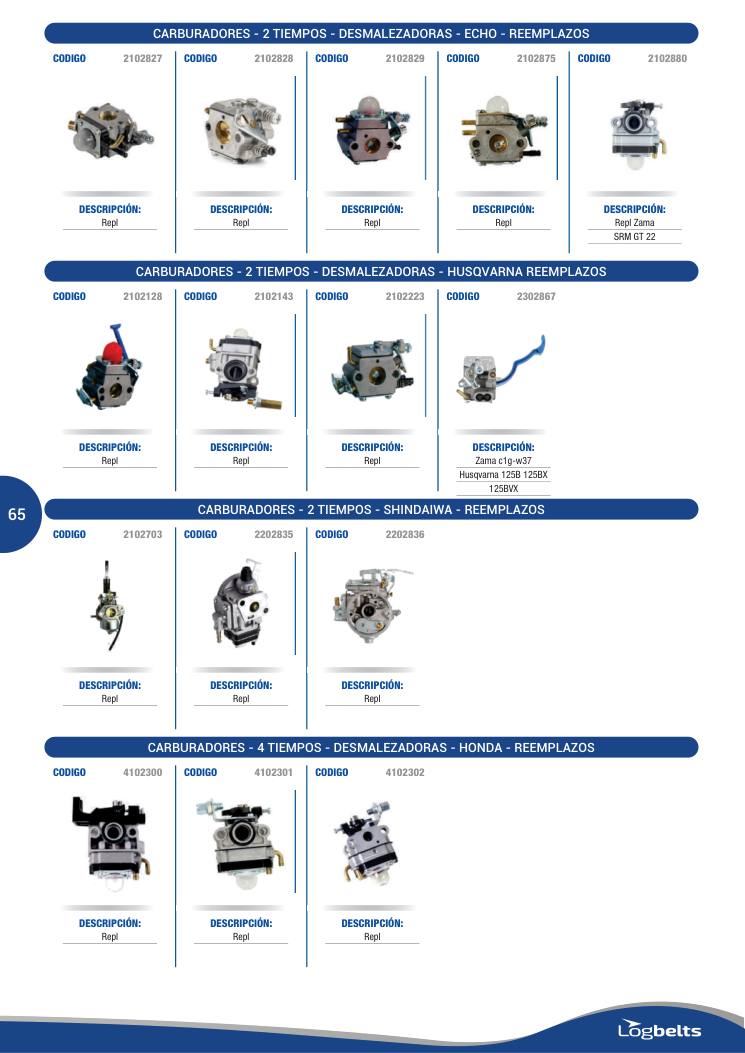 CARBURADORES - 2 TIEMPOS - DESMALEZADORAS - ECHO - REEMPLAZOS
CODIGO 2102827
CODIGO 2102828
CODIGO 2102829
CODIGO 2102875
CODIGO 2102880
DESCRIPCIÓN:
Repl
DESCRIPCIÓN:
Repl
DESCRIPCIÓN:
Repl
DESCRIPCIÓN:
Repl
DESCRIPCIÓN:
Repl Zama
SRM GT 22
CARBURADORES - 2 TIEMPOS - DESMALEZADORAS - HUSQVARNA REEMPLAZOS
CODIGO 2102128
CODIGO 2102143
CODIGO 2102223
CODIGO 2302867
DESCRIPCIÓN:
Repl
DESCRIPCIÓN:
Repl
DESCRIPCIÓN:
Repl
DESCRIPCIÓN:
Zama c1g-w37
Husqvarna 125B 125BX
125BVX
65
CARBURADORES - 2 TIEMPOS - SHINDAIWA - REEMPLAZOS
CODIGO 2102703
CODIGO 2202835
CODIGO 2202836
DESCRIPCIÓN:
Repl
DESCRIPCIÓN:
Repl
DESCRIPCIÓN:
Repl
CARBURADORES - 4 TIEMPOS - DESMALEZADORAS - HONDA - REEMPLAZOS
CODIGO 4102300
CODIGO 4102301
CODIGO 4102302
DESCRIPCIÓN:
Repl
DESCRIPCIÓN:
Repl
DESCRIPCIÓN:
Repl
Logbelts